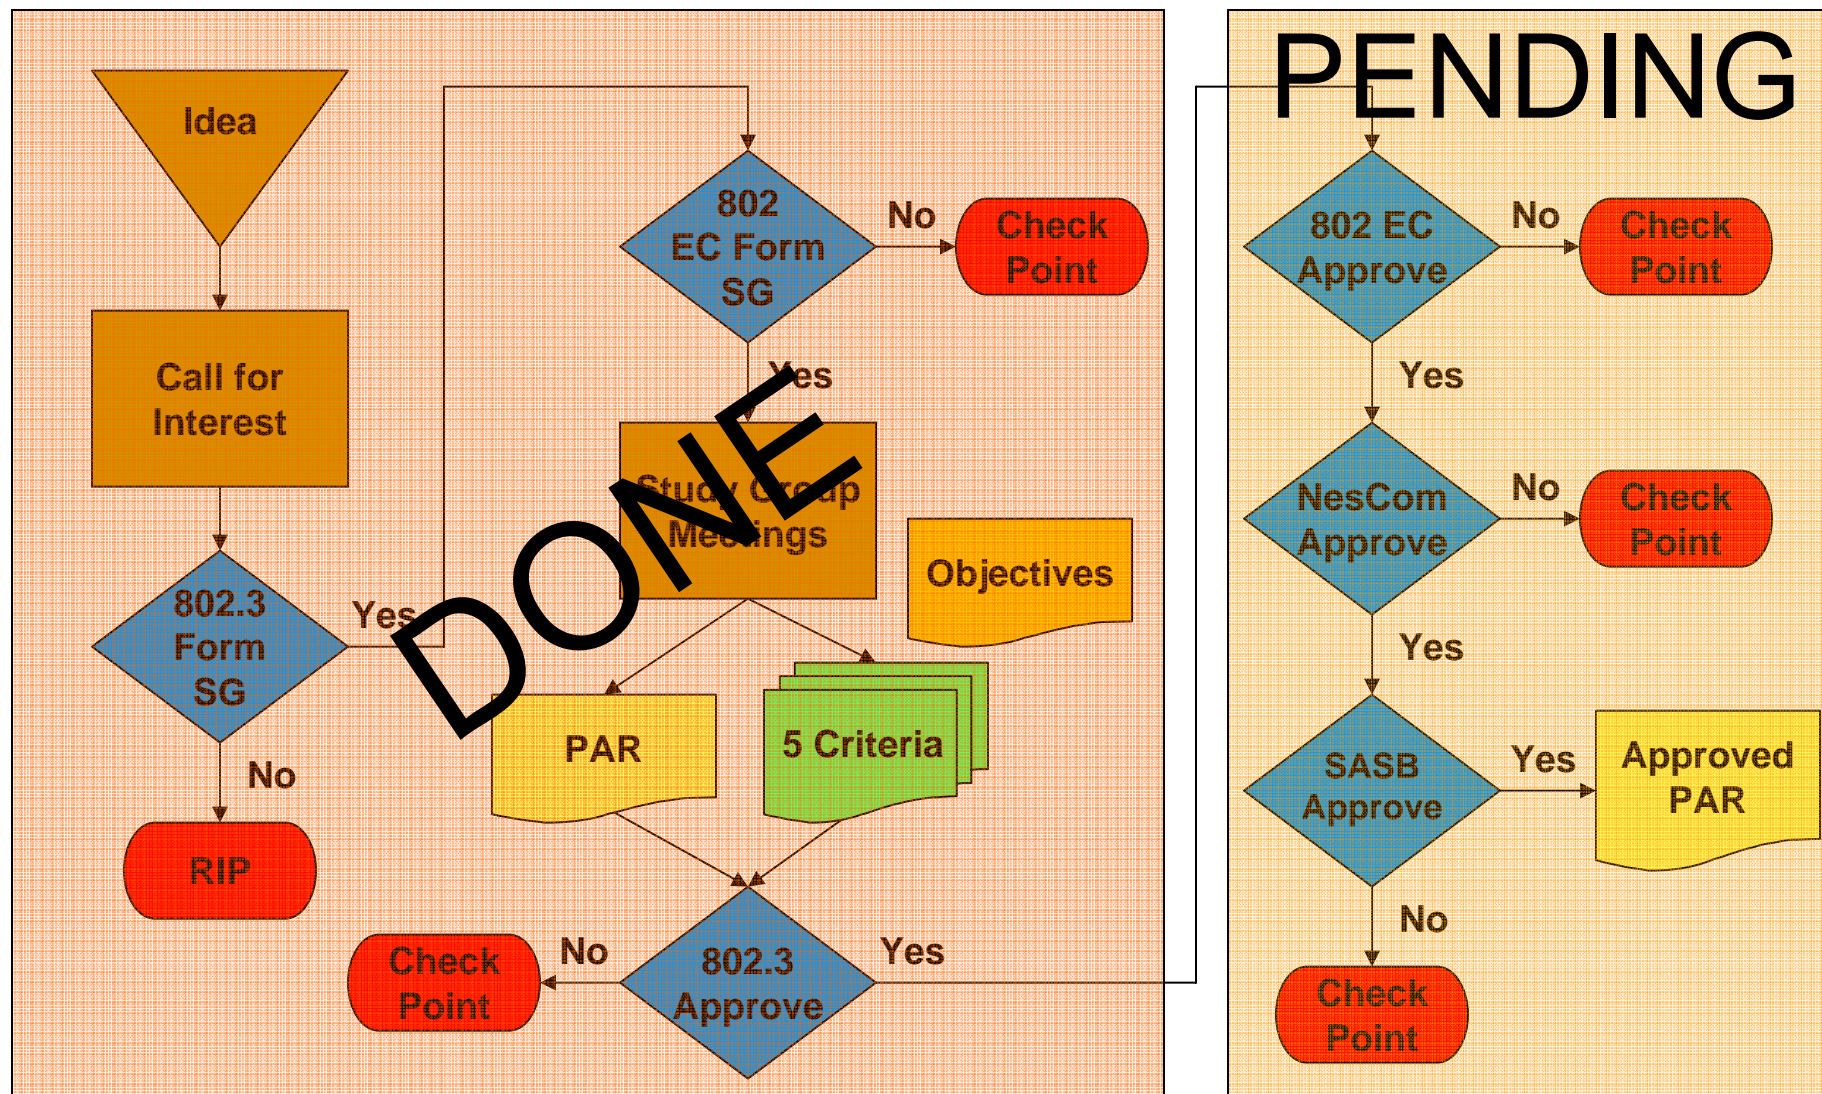 Idea
Call for
Interest
802.3
Form
SG
Yes
No
RIP
802
EC Form
SG
No
Check
Point
Yes
Study Group
Meetings
Objectives
PAR
5 Criteria
802.3
Approve
No
Check
Point
Yes
DONE
PENDING
802 EC
Approve
No
Check
Point
Yes
NesCom
Approve
No
Check
Point
Yes
SASB
Approve
Yes
Approved
PAR
No
Check
Point